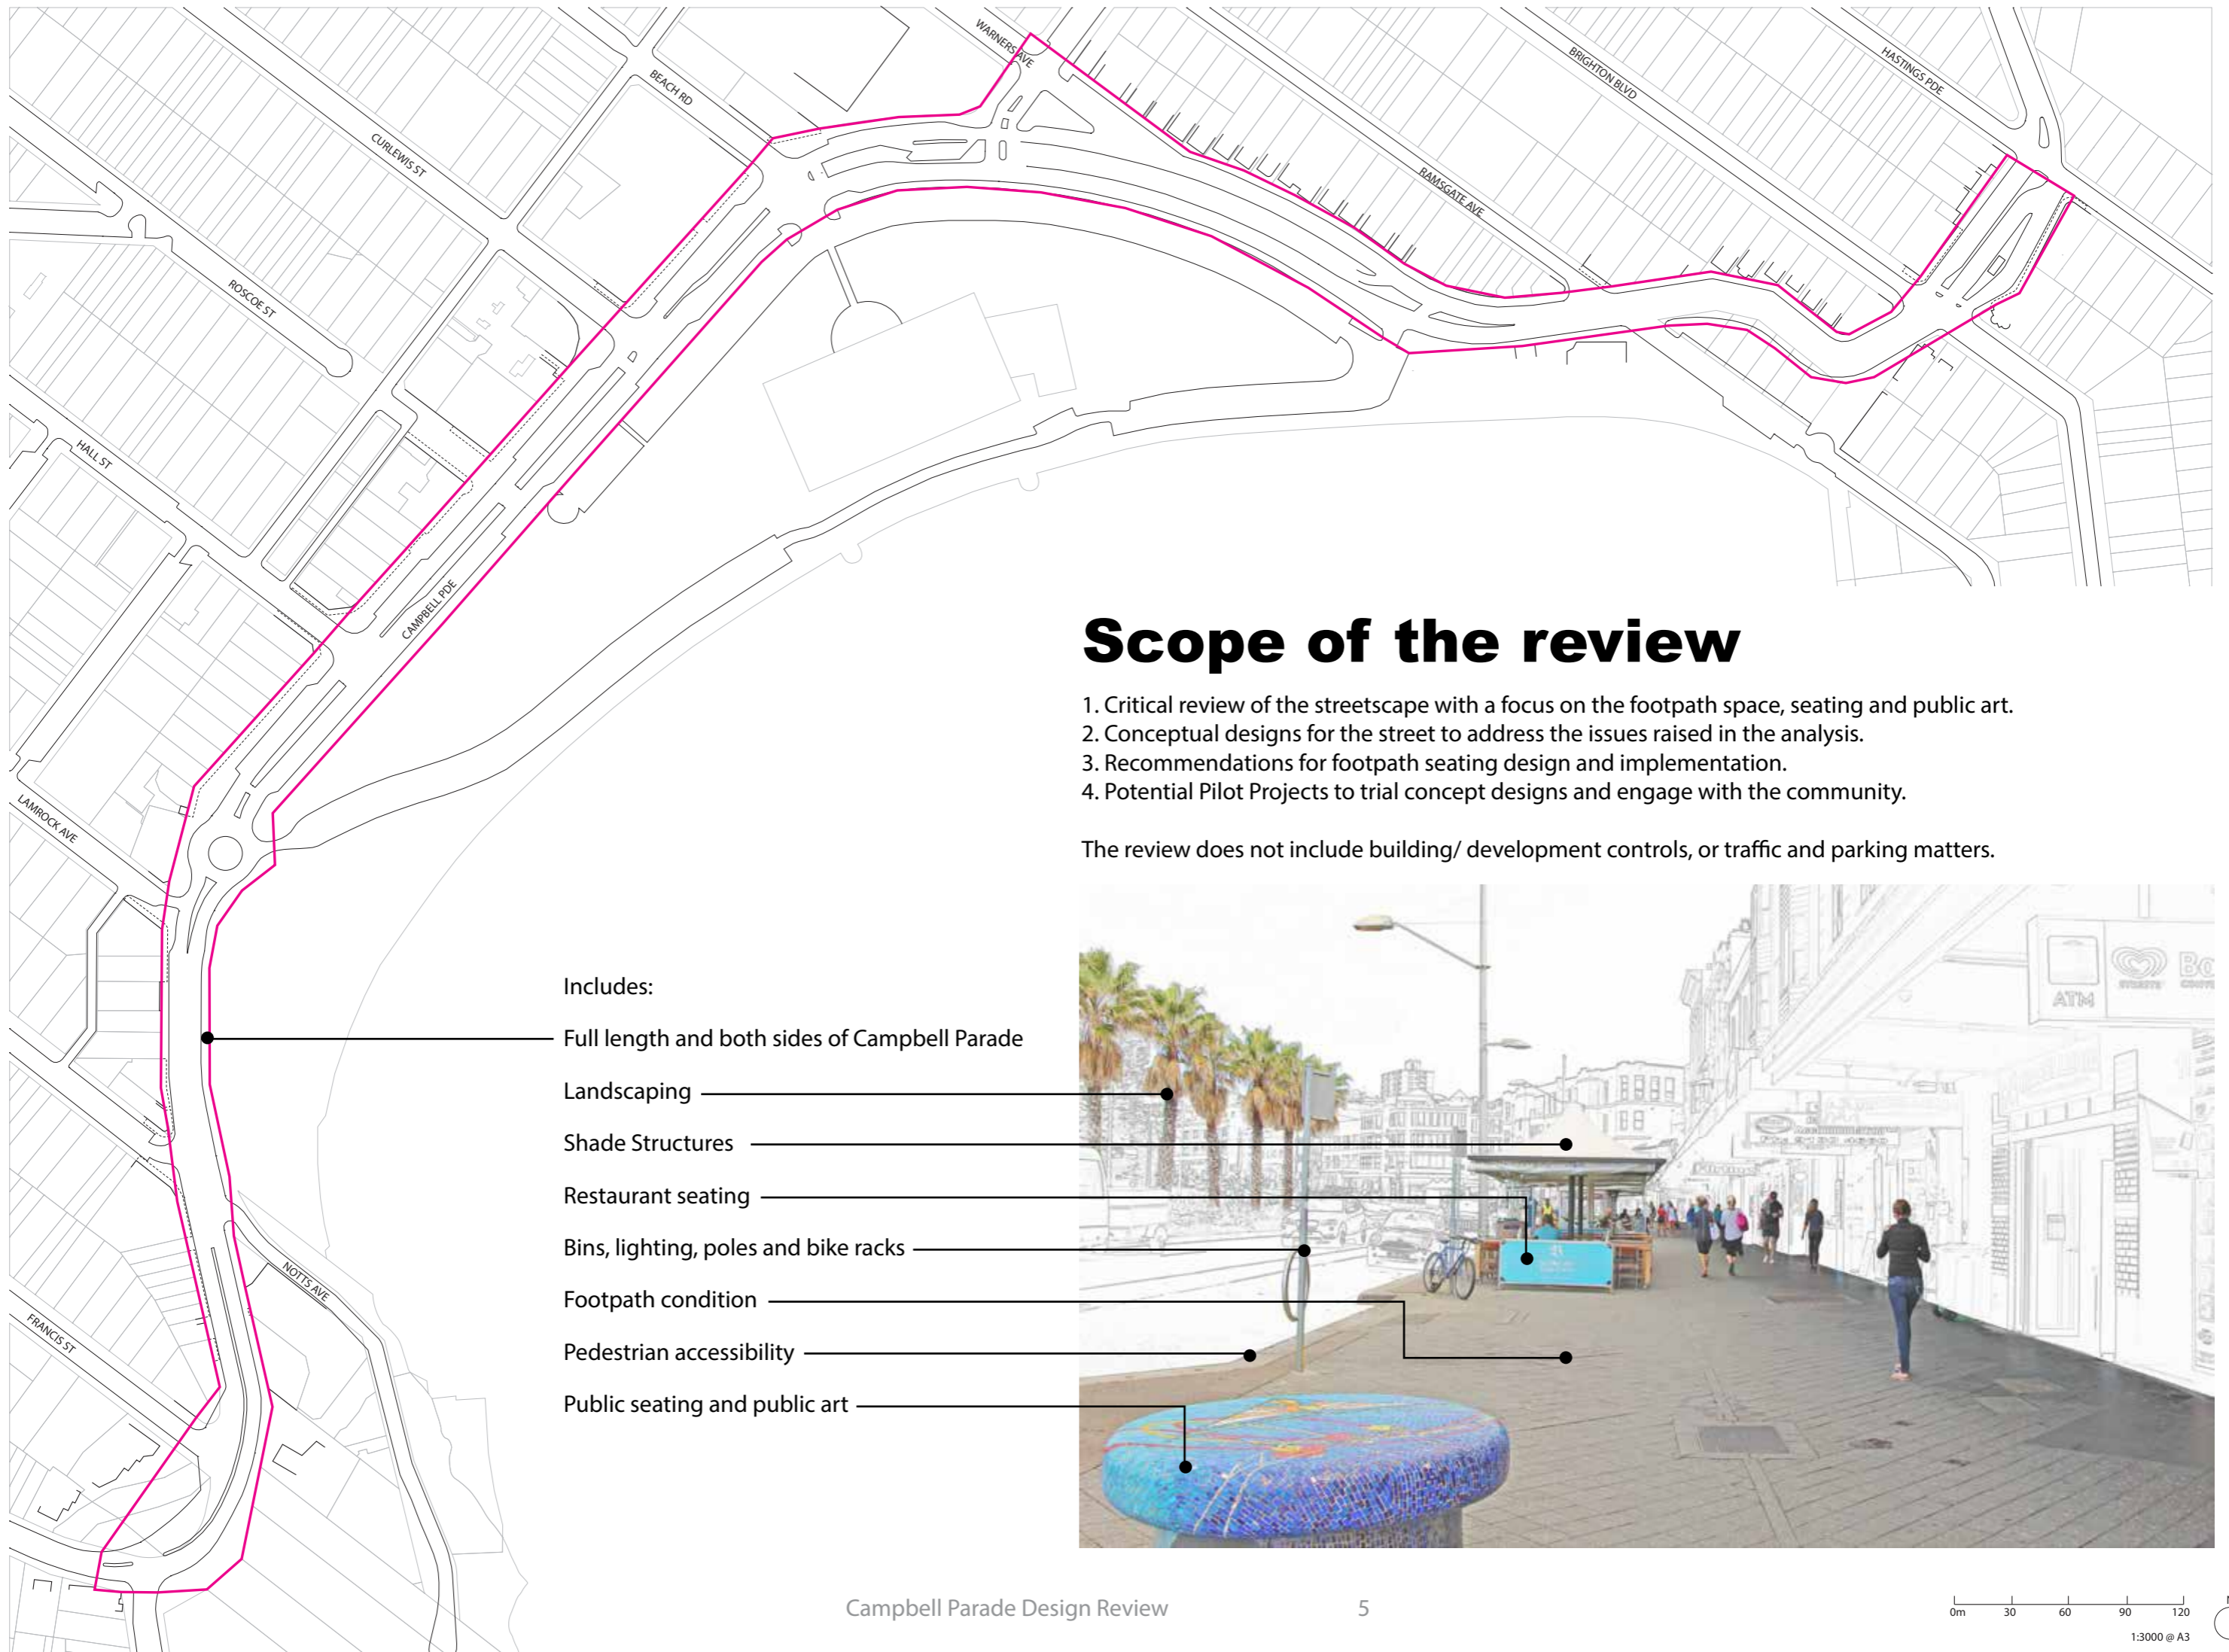 WARNERS AVE
BRIGHTON BLVD
HASTINGS PDE
BEACH RD
CURLEWIS ST
RAMSGATE AVE
ROSCOE ST
HALL ST
CAMPBELL PDE
LAMROCK AVE
NOTTS AVE
FRANCIS ST
Scope of the review
1. Critical review of the streetscape with a focus on the footpath space, seating and public art.
2. Conceptual designs for the street to address the issues raised in the analysis.
3. Recommendations for footpath seating design and implementation.
4. Potential Pilot Projects to trial concept designs and engage with the community.
The review does not include building/ development controls, or traffic and parking matters.
Includes:
Full length and both sides of Campbell Parade
Landscaping
Shade Structures
Restaurant seating
Bins, lighting, poles and bike racks
Footpath condition
Pedestrian accessibility
Public seating and public art
ATM
STREETS
Bo
Campbell Parade Design Review
5
0m 30 60 90 120
1:3000 @ A3